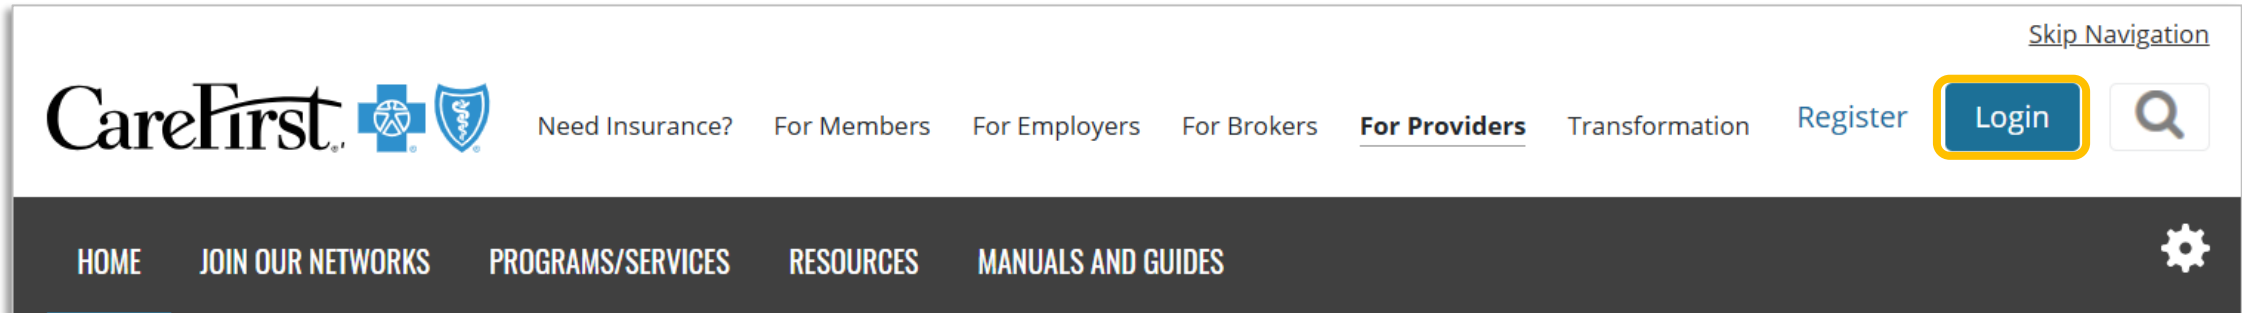 Skip Navigation
CareFirst
Need Insurance? For Members For Employers For Brokers For Providers Transformation Register Login
HOME JOIN OUR NETWORKS PROGRAMS/SERVICES RESOURCES MANUALS AND GUIDES